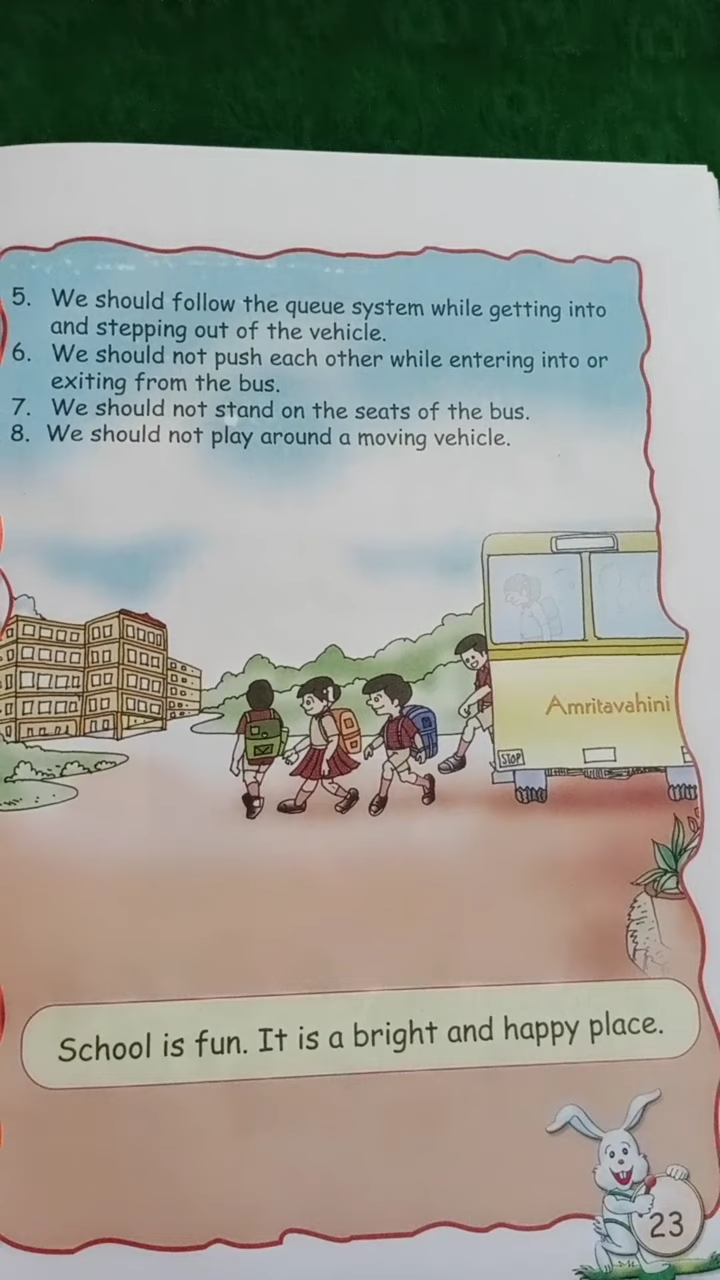 5. We should follow the queue system while getting into
and stepping out of the vehicle.
6. We should not push each other while entering into or
exiting from the bus.
7. We should not stand on the seats of the bus.
8. We should not play around a moving vehicle.
Amritavahini
STOP
School is fun. It is a bright and happy place.
23